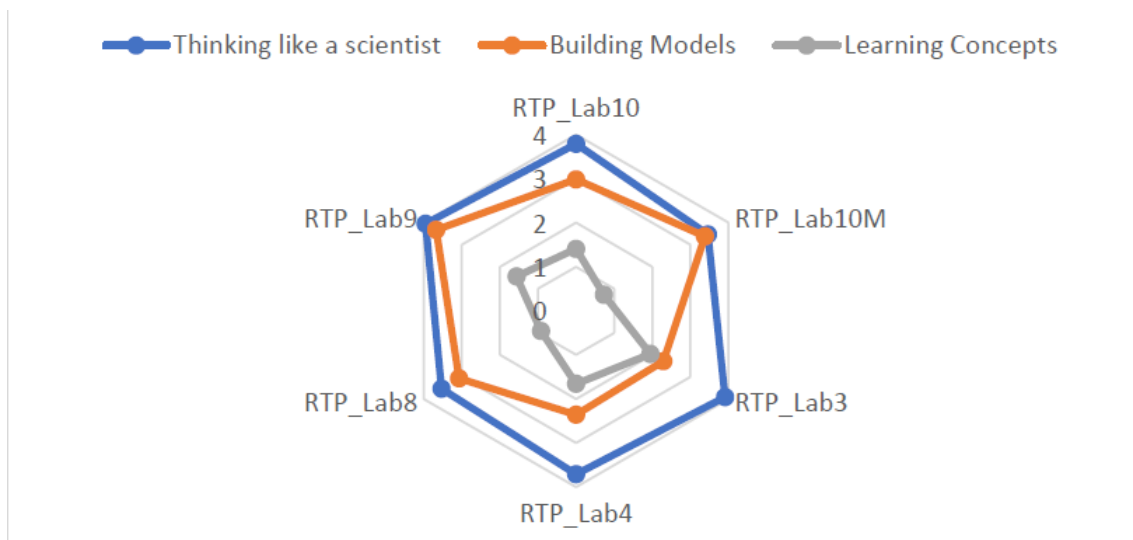 Thinking like a scientist Building Models Learning Concepts
RTP_Lab10
4
3
RTP_Lab9 2 RTP_Lab10M
1
0
RTP_Lab8 RTP_Lab3
RTP_Lab4